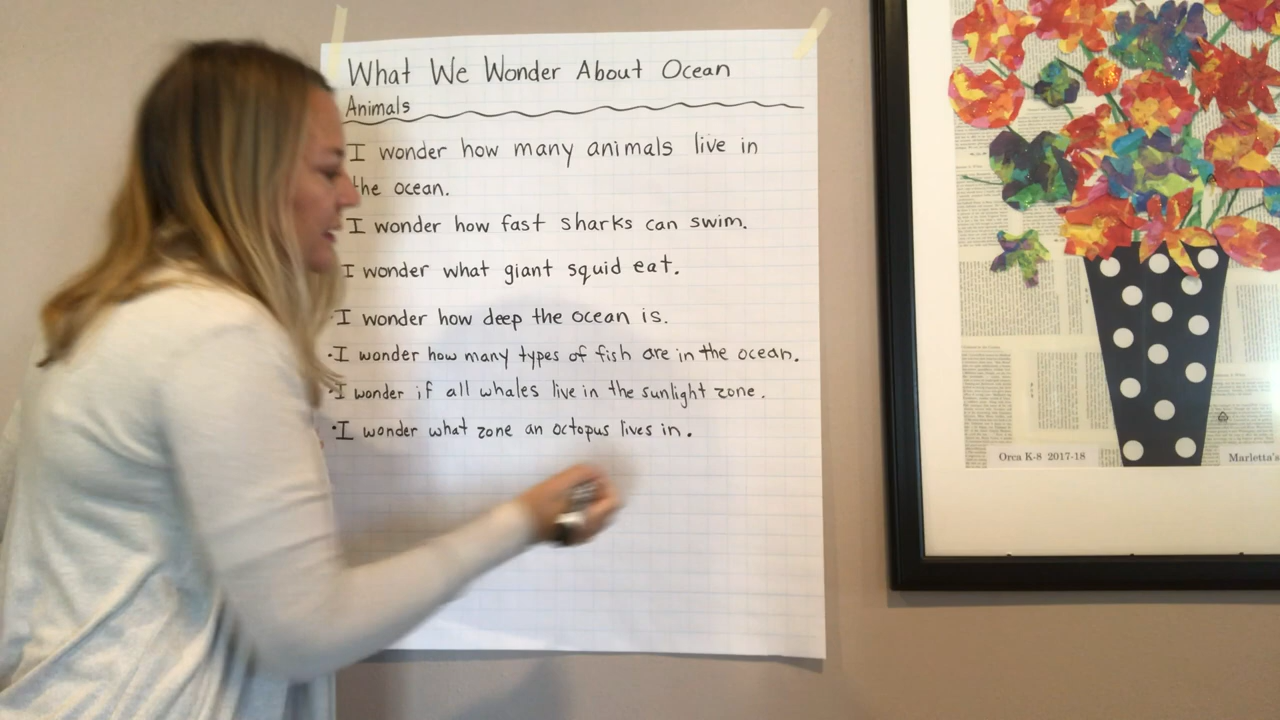 What We Wonder About Ocean
Animals
I wonder how many animals live in
the ocean.
I wonder how fast sharks can swim.
I wonder what giant squid eat.
·I wonder how deep the ocean is.
·I wonder how many types of fish are in the ocean.
·I wonder if all whales live in the sunlight zone.
·I wonder what zone an octopus lives in.
Orca K-8 2017-18
Marletta's